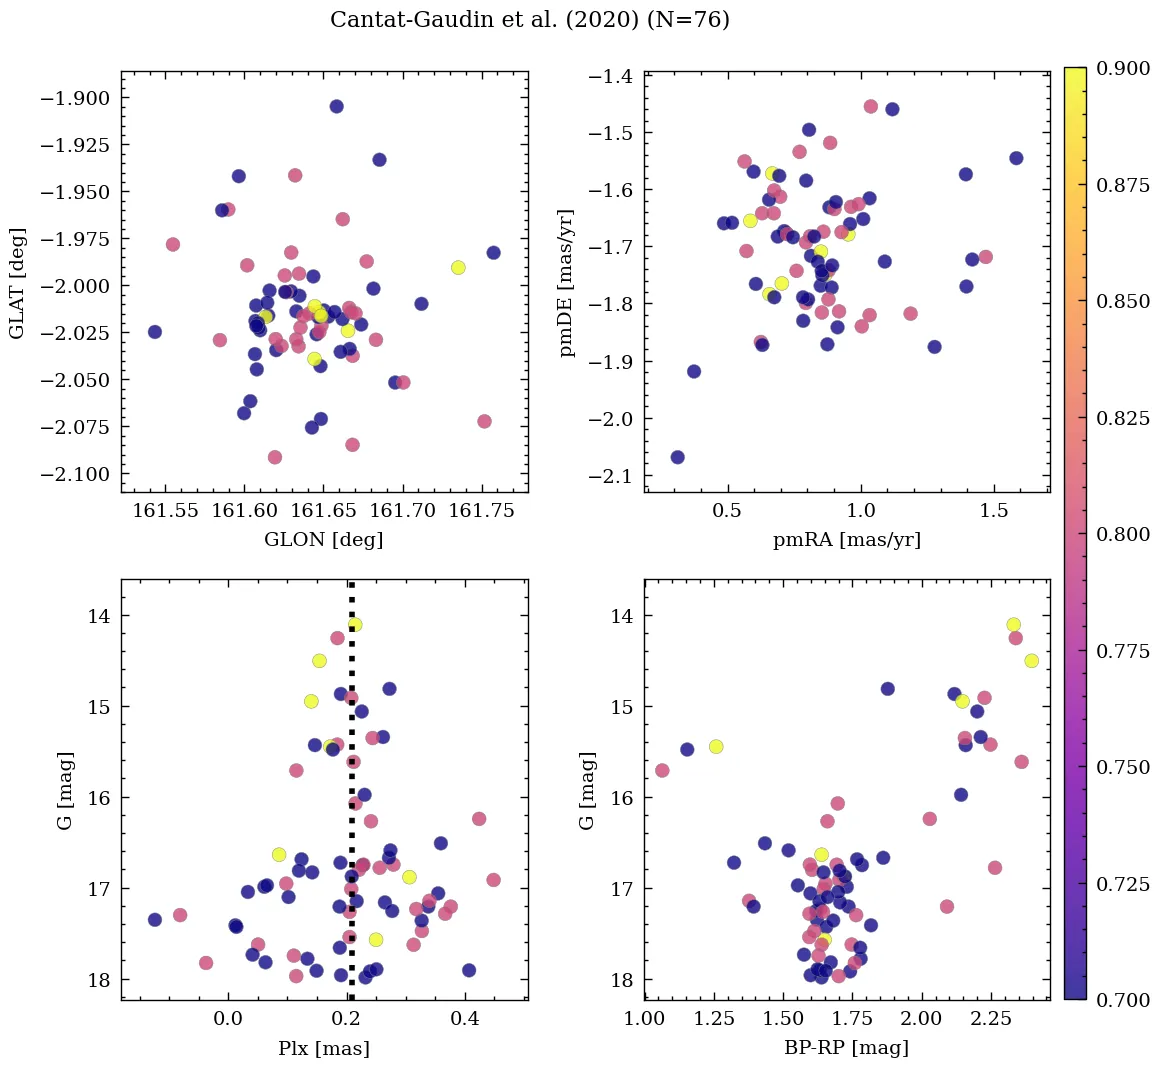 Cantat-Gaudin et al. (2020) (N=76)
−1.900
−1.925
−1.950
−1.975
−2.000
−2.025
−2.050
−2.075
−2.100
GLAT [deg]
161.55 161.60 161.65 161.70 161.75
GLON [deg]
−1.4
−1.5
−1.6
−1.7
−1.8
−1.9
−2.0
−2.1
pmDE [mas/yr]
0.5 1.0 1.5
pmRA [mas/yr]
14
15
16
17
18
G [mag]
0.0 0.2 0.4
Plx [mas]
14
15
16
17
18
G [mag]
1.00 1.25 1.50 1.75 2.00 2.25
BP-RP [mag]
0.900
0.875
0.850
0.825
0.800
0.775
0.750
0.725
0.700